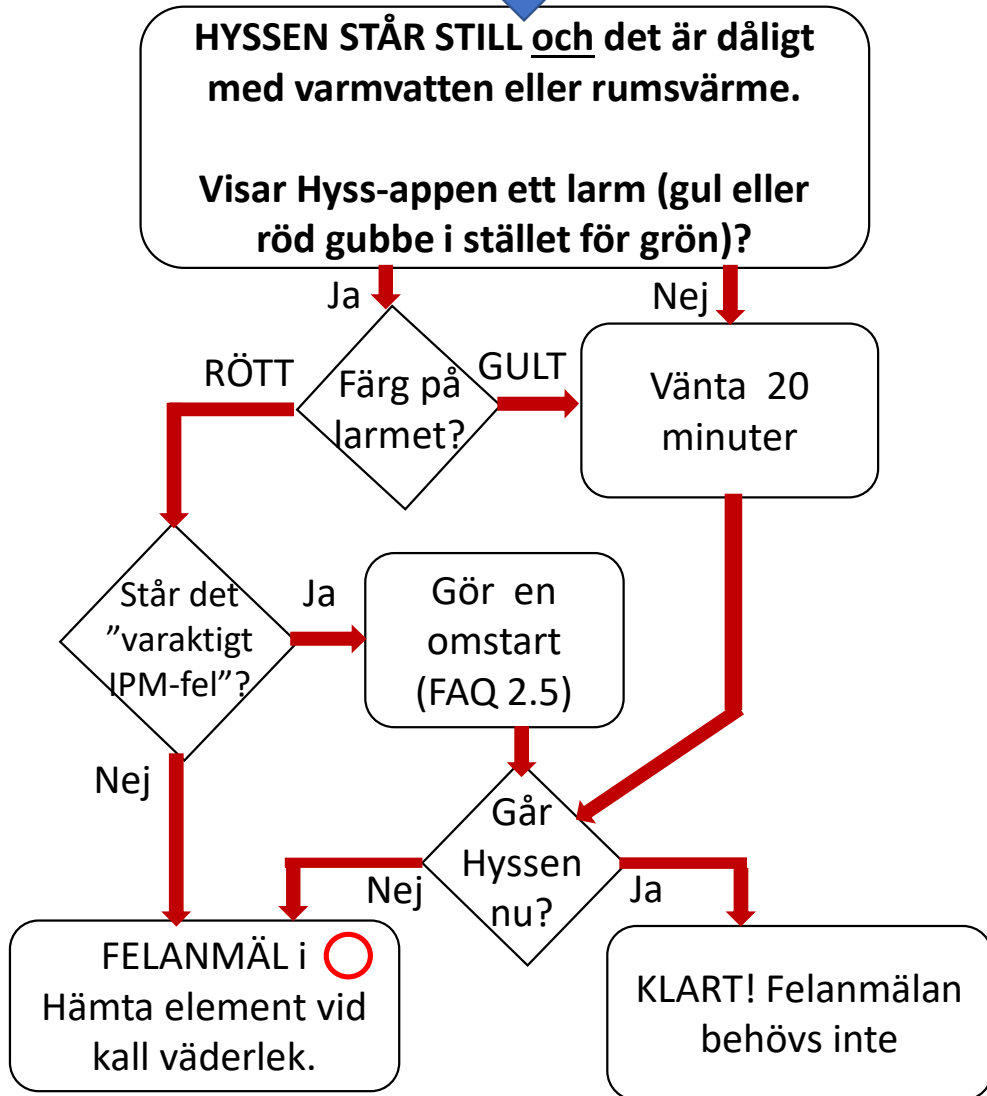 HYSSEN STÅR STILL och det är dåligt
med varmvatten eller rumsvärme.
Visar Hyss-appen ett larm (gul eller
röd gubbe i stället för grön)?
Ja
Nej
RÖTT
Färg på
larmet?
GULT
Vänta 20
minuter
Står det
”varaktigt
IPM-fel”?
Ja
Gör en
omstart
(FAQ 2.5)
Nej
Går
Hyssen
nu?
Nej
Ja
FELANMÄL i
Hämta element vid
kall väderlek.
KLART! Felanmälan
behövs inte